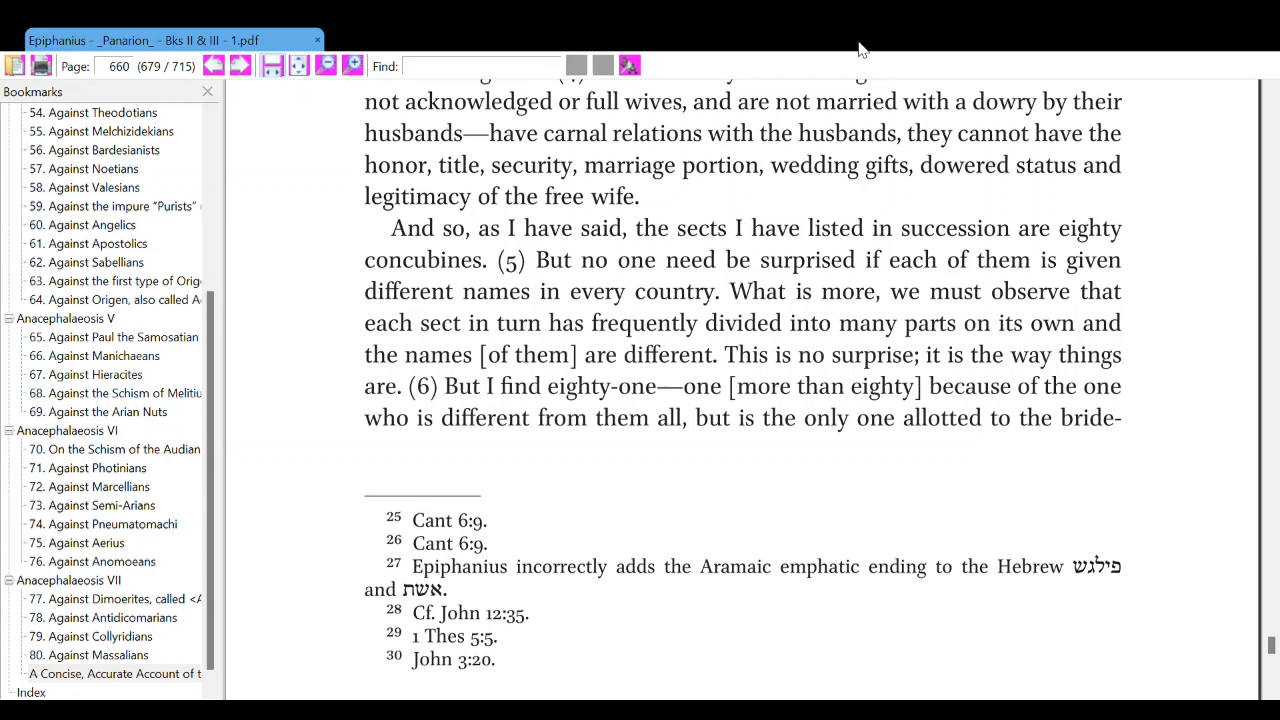 Epiphanius - _Panarion_ - Bks II & III - 1.pdf
Page: 660 (679 / 715) Find:
Bookmarks
54. Against Theodotians
55. Against Melchizidekians
56. Against Bardesianists
57. Against Noetians
58. Against Valesians
59. Against the impure "Purists" (
60. Against Angelics
61. Against Apostolics
62. Against Sabellians
63. Against the first type of Orig
64. Against Origen, also called A
Anacephalaeosis V
65. Against Paul the Samosatian
66. Against Manichaeans
67. Against Hieracites
68. Against the Schism of Melitiu
69. Against the Arian Nuts
Anacephalaeosis VI
70. On the Schism of the Audian
71. Against Photinians
72. Against Marcellians
73. Against Semi-Arians
74. Against Pneumatomachi
75. Against Aerius
76. Against Anomoeans
Anacephalaeosis VII
77. Against Dimoerites, called <A
78. Against Antidicomarians
79. Against Collyridians
80. Against Massalians
A Concise, Accurate Account of t
Index
not acknowledged or full wives, and are not married with a dowry by their
husbands—have carnal relations with the husbands, they cannot have the
honor, title, security, marriage portion, wedding gifts, dowered status and
legitimacy of the free wife.
And so, as I have said, the sects I have listed in succession are eighty
concubines. (5) But no one need be surprised if each of them is given
different names in every country. What is more, we must observe that
each sect in turn has frequently divided into many parts on its own and
the names [of them] are different. This is no surprise; it is the way things
are. (6) But I find eighty-one—one [more than eighty] because of the one
who is different from them all, but is the only one allotted to the bride-
25 Cant 6:9.
26 Cant 6:9.
27 Epiphanius incorrectly adds the Aramaic emphatic ending to the Hebrew פילגש
and אשת.
28 Cf. John 12:35.
29 1 Thes 5:5.
30 John 3:20.